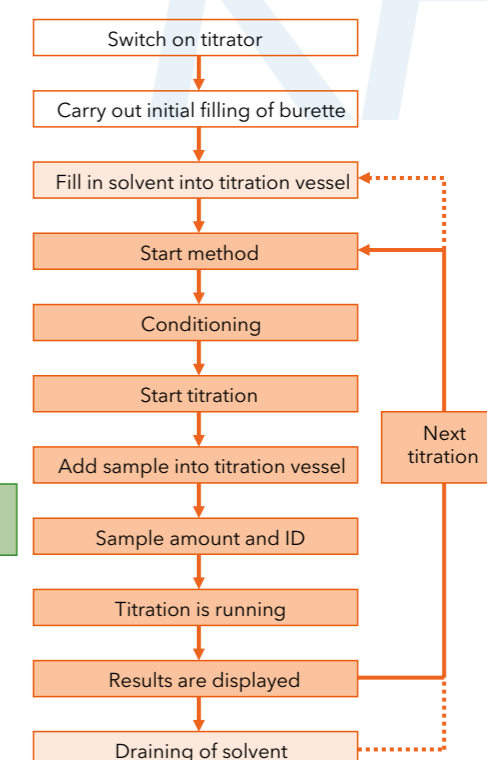 Switch on titrator
Carry out initial filling of burette
Fill in solvent into titration vessel
Start method
Conditioning
Start titration
Next
titration
Add sample into titration vessel
Sample amount and ID
Titration is running
Results are displayed
Draining of solvent